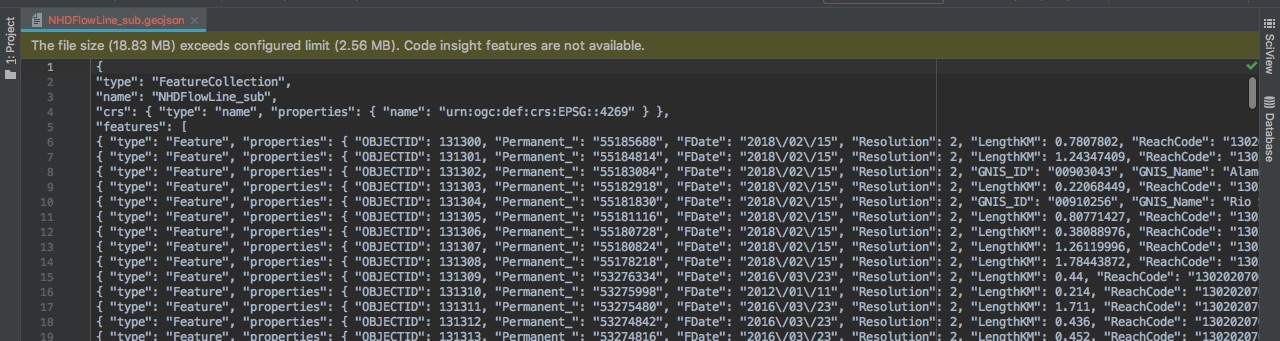 NHDFlowLine_sub.geojson
The file size (18.83 MB) exceeds configured limit (2.56 MB). Code insight features are not available.
1: Project
SciView
Database
1 {
2 "type": "FeatureCollection",
3 "name": "NHDFlowLine_sub",
4 "crs": { "type": "name", "properties": { "name": "urn:ogc:def:crs:EPSG::4269" } },
5 "features": [
6 { "type": "Feature", "properties": { "OBJECTID": 131300, "Permanent_": "55185688", "FDate": "2018\/02\/15", "Resolution": 2, "LengthKM": 0.7807802, "ReachCode": "1302
7 { "type": "Feature", "properties": { "OBJECTID": 131301, "Permanent_": "55184814", "FDate": "2018\/02\/15", "Resolution": 2, "LengthKM": 1.24347409, "ReachCode": "130
8 { "type": "Feature", "properties": { "OBJECTID": 131302, "Permanent_": "55183084", "FDate": "2018\/02\/15", "Resolution": 2, "GNIS_ID": "00903043", "GNIS_Name": "Alam
9 { "type": "Feature", "properties": { "OBJECTID": 131303, "Permanent_": "55182918", "FDate": "2018\/02\/15", "Resolution": 2, "LengthKM": 0.22068449, "ReachCode": "130
10 { "type": "Feature", "properties": { "OBJECTID": 131304, "Permanent_": "55181830", "FDate": "2018\/02\/15", "Resolution": 2, "GNIS_ID": "00910256", "GNIS_Name": "Rio
11 { "type": "Feature", "properties": { "OBJECTID": 131305, "Permanent_": "55181116", "FDate": "2018\/02\/15", "Resolution": 2, "LengthKM": 0.80771427, "ReachCode": "130
12 { "type": "Feature", "properties": { "OBJECTID": 131306, "Permanent_": "55180728", "FDate": "2018\/02\/15", "Resolution": 2, "LengthKM": 0.38088976, "ReachCode": "130
13 { "type": "Feature", "properties": { "OBJECTID": 131307, "Permanent_": "55180824", "FDate": "2018\/02\/15", "Resolution": 2, "LengthKM": 1.26119996, "ReachCode": "130
14 { "type": "Feature", "properties": { "OBJECTID": 131308, "Permanent_": "55178218", "FDate": "2018\/02\/15", "Resolution": 2, "LengthKM": 1.78443872, "ReachCode": "130
15 { "type": "Feature", "properties": { "OBJECTID": 131309, "Permanent_": "53276334", "FDate": "2016\/03\/23", "Resolution": 2, "LengthKM": 0.44, "ReachCode": "130202070
16 { "type": "Feature", "properties": { "OBJECTID": 131310, "Permanent_": "53275998", "FDate": "2012\/01\/11", "Resolution": 2, "LengthKM": 0.214, "ReachCode": "13020207
17 { "type": "Feature", "properties": { "OBJECTID": 131311, "Permanent_": "53275480", "FDate": "2016\/03\/23", "Resolution": 2, "LengthKM": 1.711, "ReachCode": "13020207
18 { "type": "Feature", "properties": { "OBJECTID": 131312, "Permanent_": "53274842", "FDate": "2016\/03\/23", "Resolution": 2, "LengthKM": 0.436, "ReachCode": "13020207
19 { "type": "Feature", "properties": { "OBJECTID": 131313, "Permanent_": "53274816", "FDate": "2016\/03\/23", "Resolution": 2, "LengthKM": 0.452, "ReachCode": "13020207